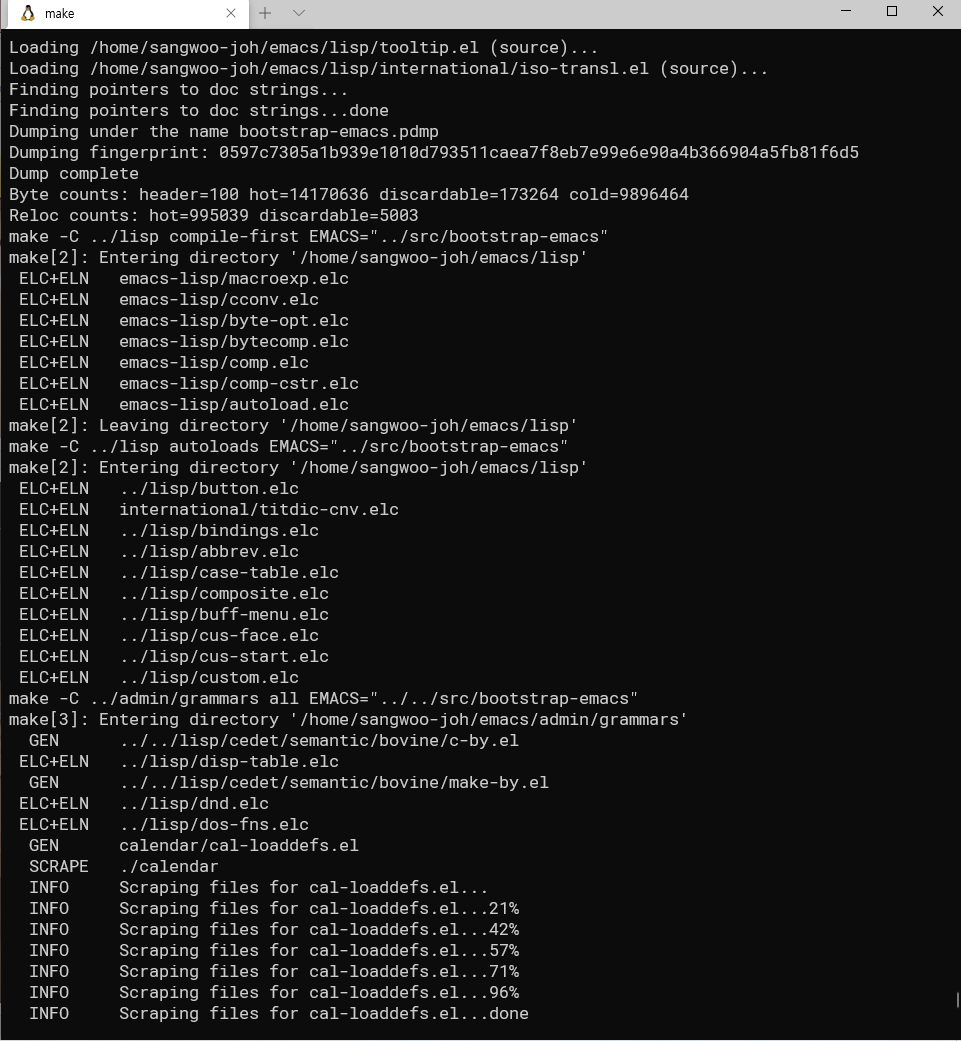 make
Loading /home/sangwoo-joh/emacs/lisp/tooltip.el (source)...
Loading /home/sangwoo-joh/emacs/lisp/international/iso-transl.el (source)...
Finding pointers to doc strings...
Finding pointers to doc strings...done
Dumping under the name bootstrap-emacs.pdmp
Dumping fingerprint: 0597c7305a1b939e1010d793511caea7f8eb7e99e6e90a4b366904a5fb81f6d5
Dump complete
Byte counts: header=100 hot=14170636 discardable=173264 cold=9896464
Reloc counts: hot=995039 discardable=5003
make -C ../lisp compile-first EMACS="../src/bootstrap-emacs"
make[2]: Entering directory '/home/sangwoo-joh/emacs/lisp'
ELC+ELN emacs-lisp/macroexp.elc
ELC+ELN emacs-lisp/cconv.elc
ELC+ELN emacs-lisp/byte-opt.elc
ELC+ELN emacs-lisp/bytecomp.elc
ELC+ELN emacs-lisp/comp.elc
ELC+ELN emacs-lisp/comp-cstr.elc
ELC+ELN emacs-lisp/autoload.elc
make[2]: Leaving directory '/home/sangwoo-joh/emacs/lisp'
make -C ../lisp autoloads EMACS="../src/bootstrap-emacs"
make[2]: Entering directory '/home/sangwoo-joh/emacs/lisp'
ELC+ELN ../lisp/button.elc
ELC+ELN international/titdic-cnv.elc
ELC+ELN ../lisp/bindings.elc
ELC+ELN ../lisp/abbrev.elc
ELC+ELN ../lisp/case-table.elc
ELC+ELN ../lisp/composite.elc
ELC+ELN ../lisp/buff-menu.elc
ELC+ELN ../lisp/cus-face.elc
ELC+ELN ../lisp/cus-start.elc
ELC+ELN ../lisp/custom.elc
make -C ../admin/grammars all EMACS="../../src/bootstrap-emacs"
make[3]: Entering directory '/home/sangwoo-joh/emacs/admin/grammars'
GEN ../../lisp/cedet/semantic/bovine/c-by.el
ELC+ELN ../lisp/disp-table.elc
GEN ../../lisp/cedet/semantic/bovine/make-by.el
ELC+ELN ../lisp/dnd.elc
ELC+ELN ../lisp/dos-fns.elc
GEN calendar/cal-loaddefs.el
SCRAPE ./calendar
INFO Scraping files for cal-loaddefs.el...
INFO Scraping files for cal-loaddefs.el...21%
INFO Scraping files for cal-loaddefs.el...42%
INFO Scraping files for cal-loaddefs.el...57%
INFO Scraping files for cal-loaddefs.el...71%
INFO Scraping files for cal-loaddefs.el...96%
INFO Scraping files for cal-loaddefs.el...done